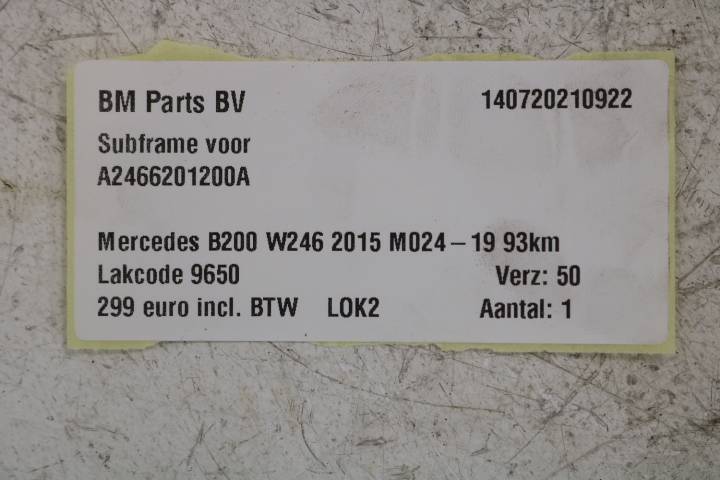 BM Parts BV 140720210922
Subframe voor
A2466201200A
Mercedes B200 W246 2015 M024-19 93km
Lakcode 9650 Verz: 50
299 euro incl. BTW LOK2 Aantal: 1